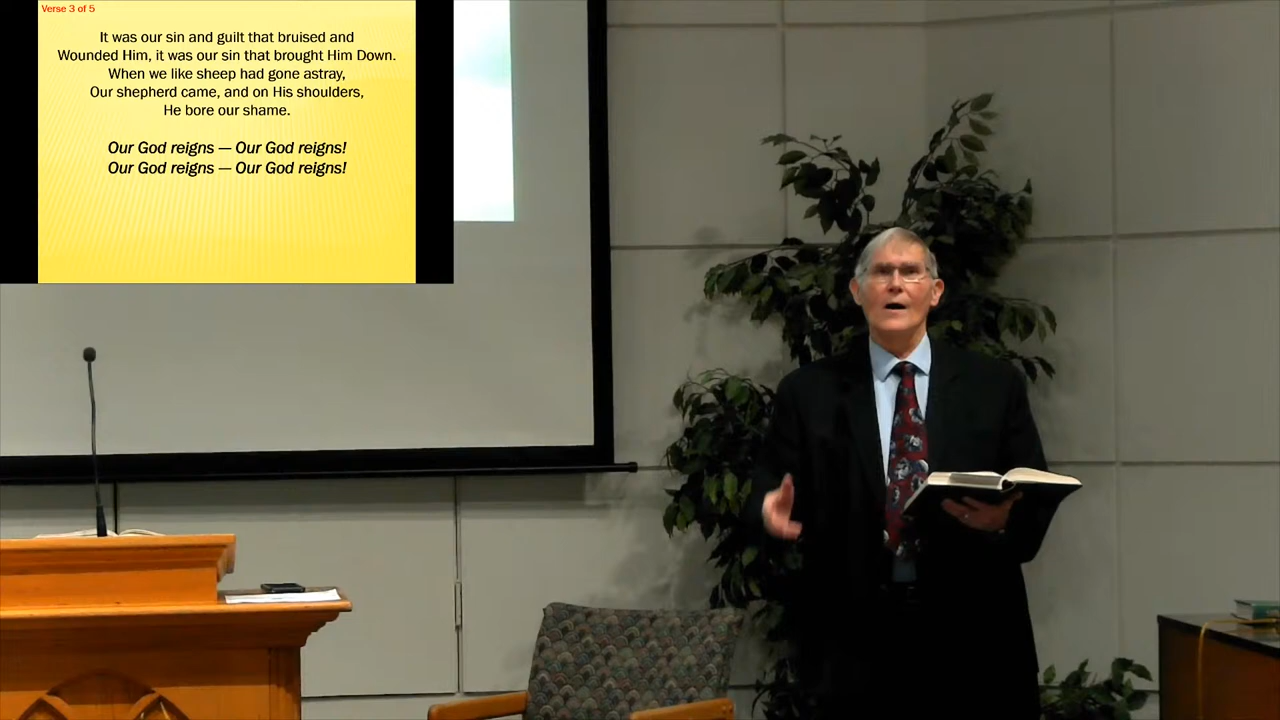 Verse 3 of 5
It was our sin and guilt that bruised and
Wounded Him, it was our sin that brought Him Down.
When we like sheep had gone astray,
Our shepherd came, and on His shoulders,
He bore our shame.
Our God reigns — Our God reigns!
Our God reigns — Our God reigns!